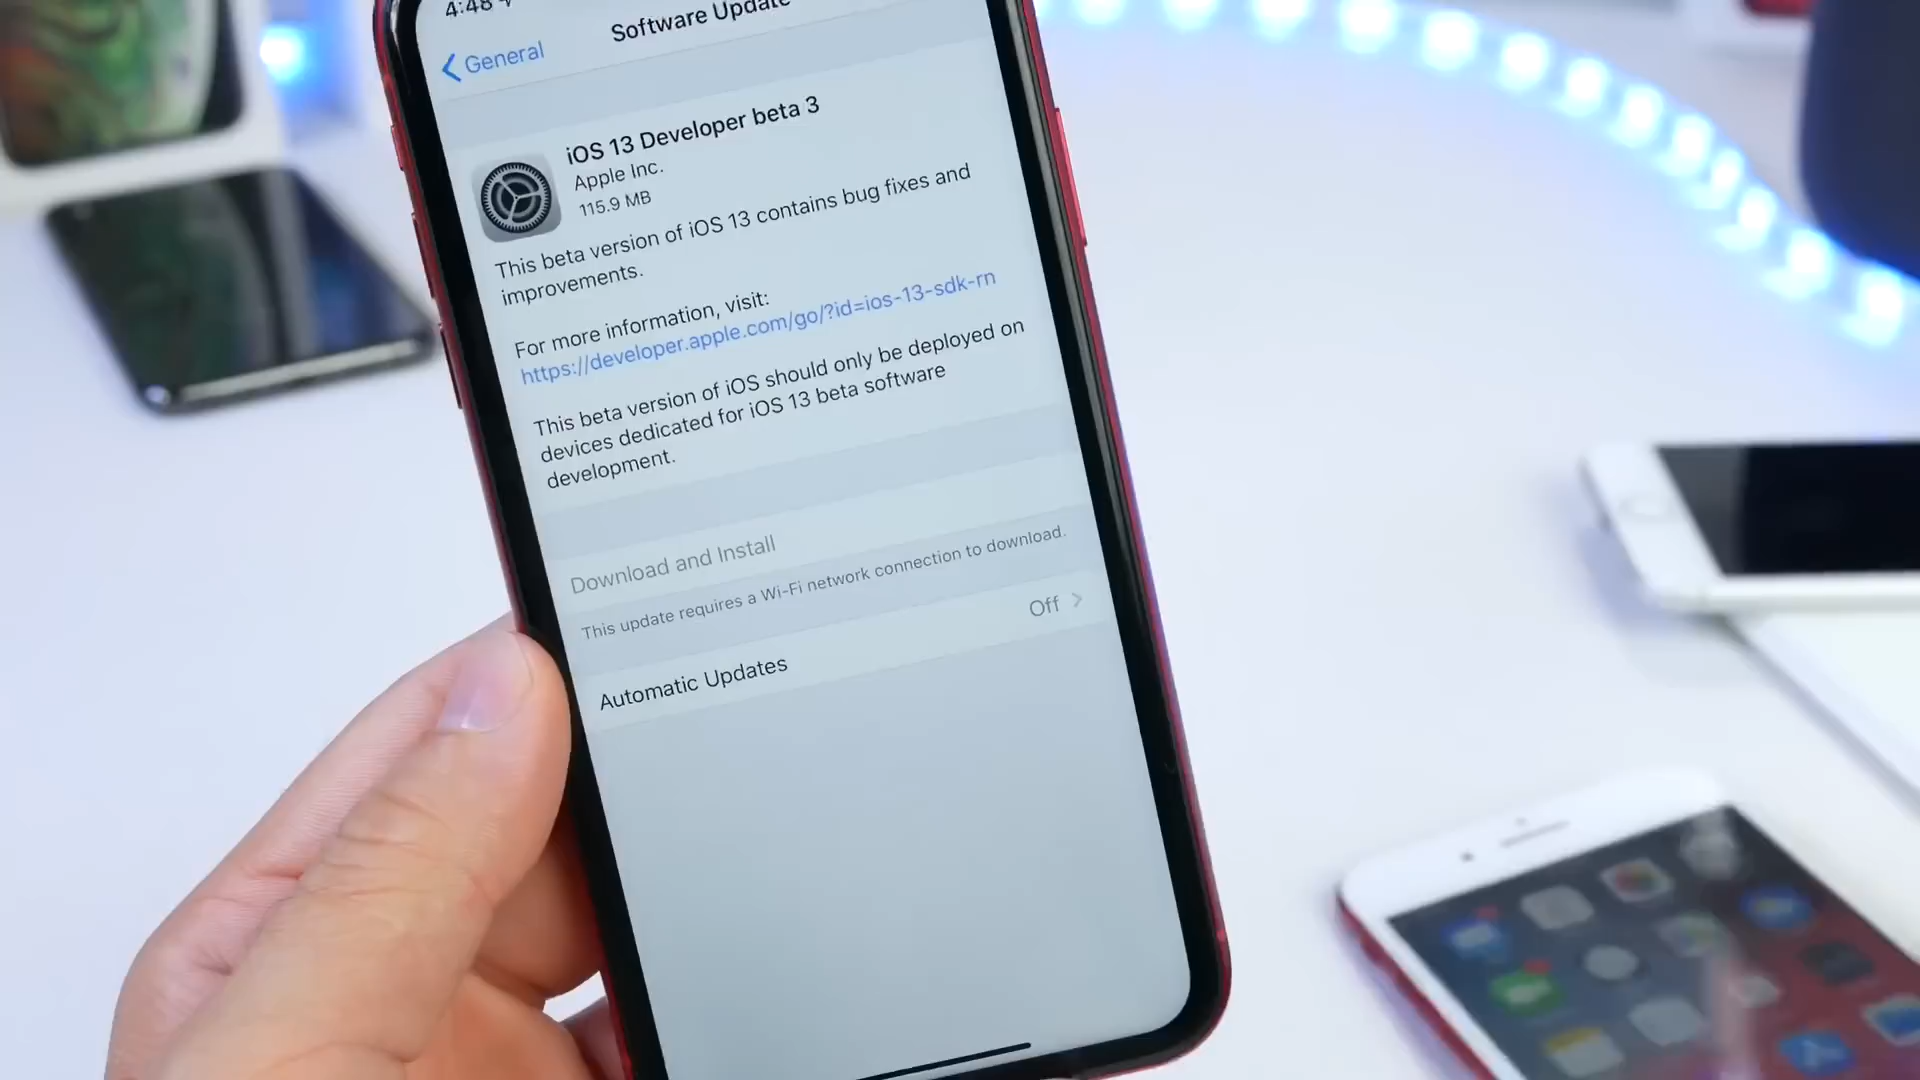 4:48
Software Update
General
iOS 13 Developer beta 3
Apple Inc.
115.9 MB
This beta version of iOS 13 contains bug fixes and
improvements.
For more information, visit:
https://developer.apple.com/go/?id=ios-13-sdk-rn
This beta version of iOS should only be deployed on
devices dedicated for iOS 13 beta software
development.
Download and Install
This update requires a Wi-Fi network connection to download.
Automatic Updates
Off